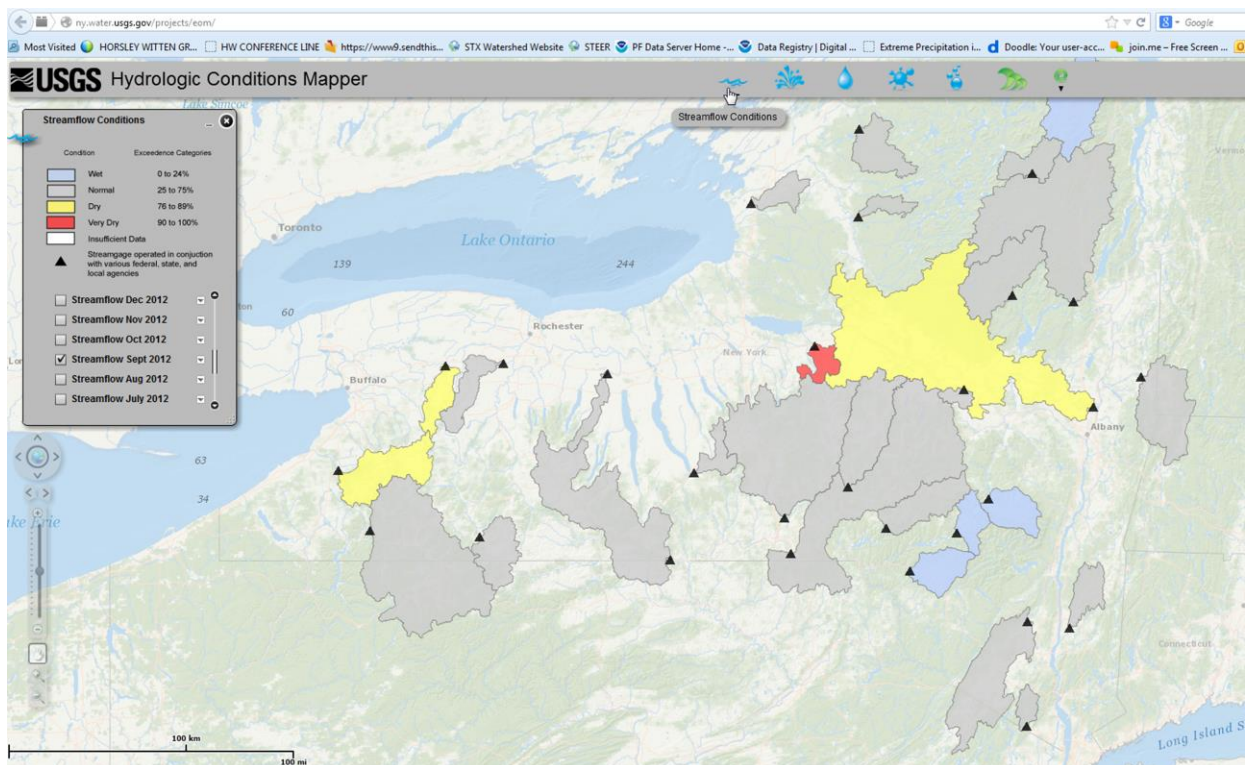 ny.water.usgs.gov/projects/eom/
Google
Most Visited HORSLEY WITTEN GR... HW CONFERENCE LINE https://www9.sendthis... STX Watershed Website STEER PF Data Server Home -... Data Registry | Digital ... Extreme Precipitation i... Doodle: Your user-acc... join.me – Free Screen ...
USGS Hydrologic Conditions Mapper
Streamflow Conditions
Lake Simcoe
Streamflow Conditions
Condition Exceedence Categories
Wet 0 to 24%
Normal 25 to 75%
Dry 76 to 89%
Very Dry 90 to 100%
Insufficient Data
Streamgage operated in conjuction
with various federal, state, and
local agencies
Streamflow Dec 2012
Streamflow Nov 2012
Streamflow Oct 2012
Streamflow Sept 2012
Streamflow Aug 2012
Streamflow July 2012
Toronto
Lake Ontario
139
244
60
Rochester
New York
Buffalo
Albany
63
34
ke Erie
Connecticut
Long Island S
100 km
100 mi